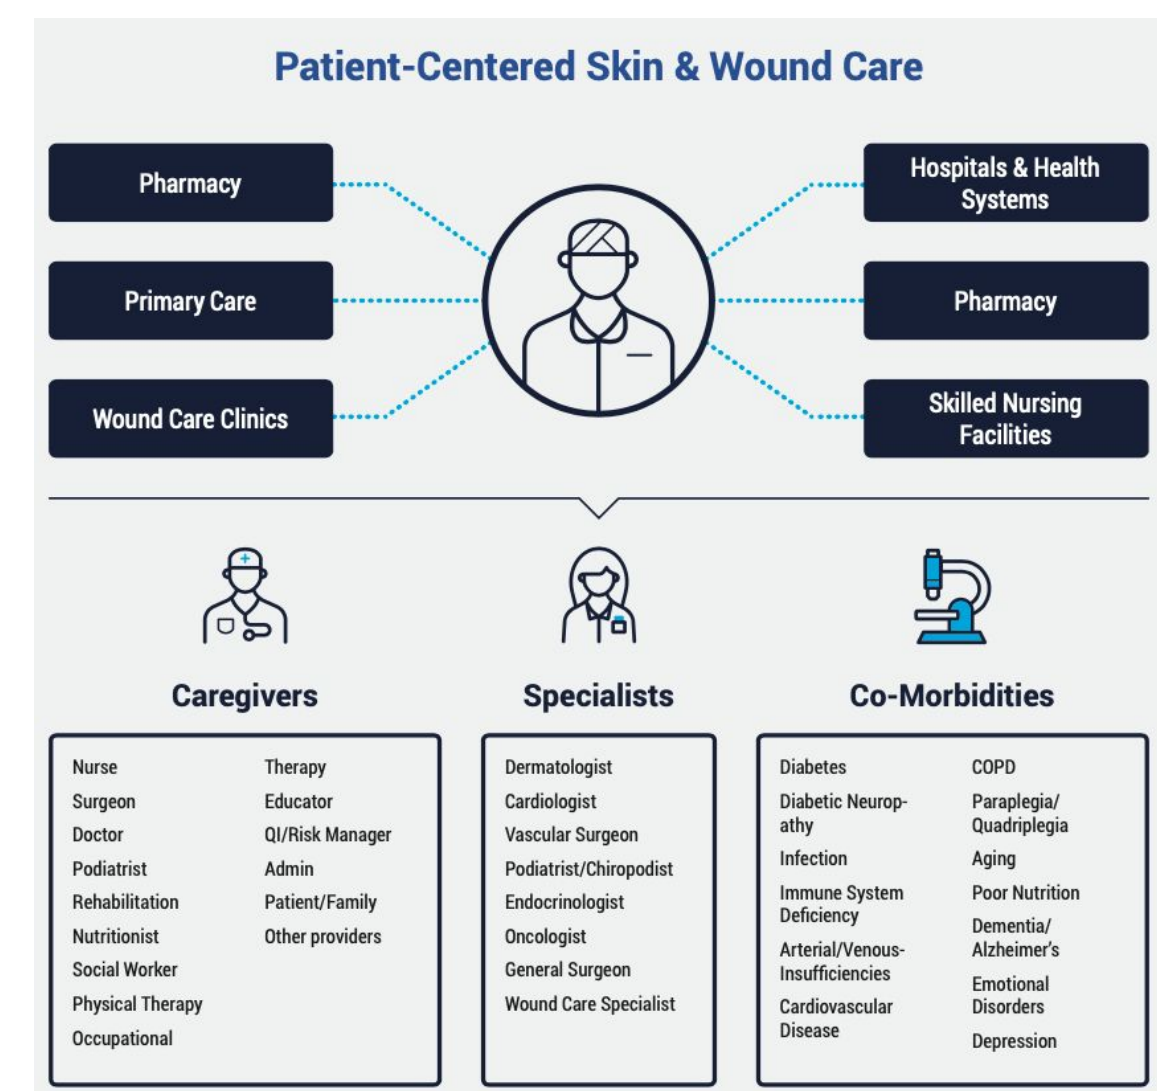 Patient-Centered Skin & Wound Care
Pharmacy
Primary Care
Wound Care Clinics
Hospitals & Health
Systems
Pharmacy
Skilled Nursing
Facilities
Caregivers
Nurse
Surgeon
Doctor
Podiatrist
Rehabilitation
Nutritionist
Social Worker
Physical Therapy
Occupational
Therapy
Educator
QI/Risk Manager
Admin
Patient/Family
Other providers
Specialists
Dermatologist
Cardiologist
Vascular Surgeon
Podiatrist/Chiropodist
Endocrinologist
Oncologist
General Surgeon
Wound Care Specialist
Co-Morbidities
Diabetes
Diabetic Neurop-
athy
Infection
Immune System
Deficiency
Arterial/Venous-
Insufficiencies
Cardiovascular
Disease
COPD
Paraplegia/
Quadriplegia
Aging
Poor Nutrition
Dementia/
Alzheimer's
Emotional
Disorders
Depression